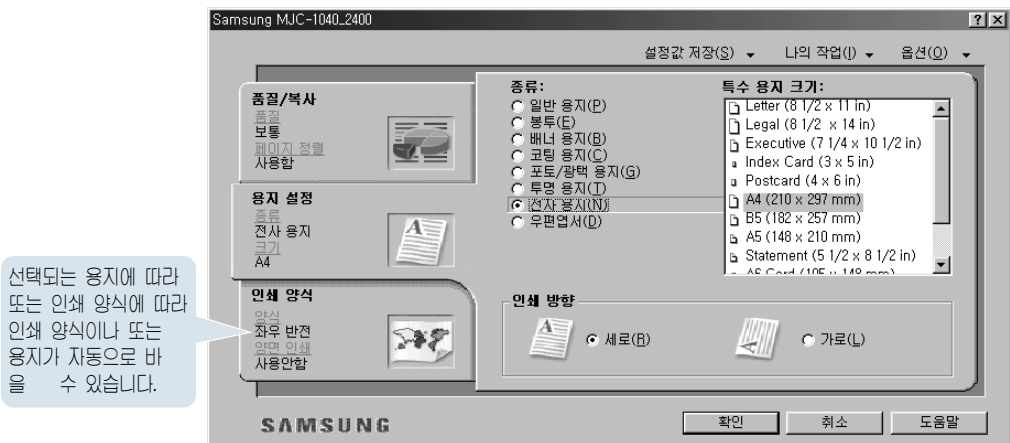 Samsung MJC-1040_2400
설정값 저장(S) 나의 작업(I) 옵션(O)
품질/복사
품질
보통
페이지 정렬
사용함
용지 설정
종류
전사 용지
크기
A4
인쇄 양식
양식
좌우 반전
양면 인쇄
사용안함
종류:
일반 용지(P)
봉투(E)
배너 용지(B)
코팅 용지(C)
포토/광택 용지(G)
투명 용지(T)
전사 용지(N)
우편엽서(D)
특수 용지 크기:
Letter (8 1/2 x 11 in)
Legal (8 1/2 x 14 in)
Executive (7 1/4 x 10 1/2 in)
Index Card (3 x 5 in)
Postcard (4 x 6 in)
A4 (210 x 297 mm)
B5 (182 x 257 mm)
A5 (148 x 210 mm)
Statement (5 1/2 x 8 1/2 in)
A6 Card (105 x 148 mm)
인쇄 방향
세로(R)
가로(L)
선택되는 용지에 따라
또는 인쇄 양식에 따라
인쇄 양식이나 또는
용지가 자동으로 바
을 수 있습니다.
SAMSUNG
확인 취소 도움말